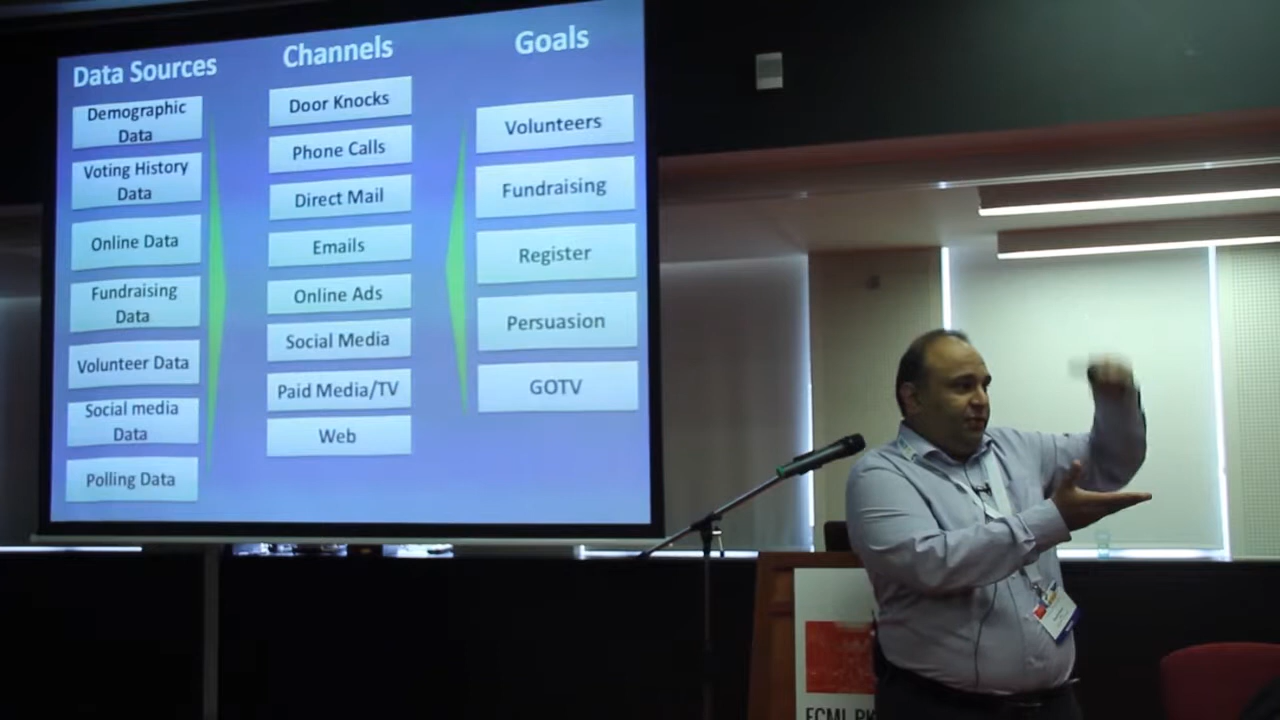 Data Sources
Demographic
Data
Voting History
Data
Online Data
Fundraising
Data
Volunteer Data
Social media
Data
Polling Data
Channels
Door Knocks
Phone Calls
Direct Mail
Emails
Online Ads
Social Media
Paid Media/TV
Web
Goals
Volunteers
Fundraising
Register
Persuasion
GOTV